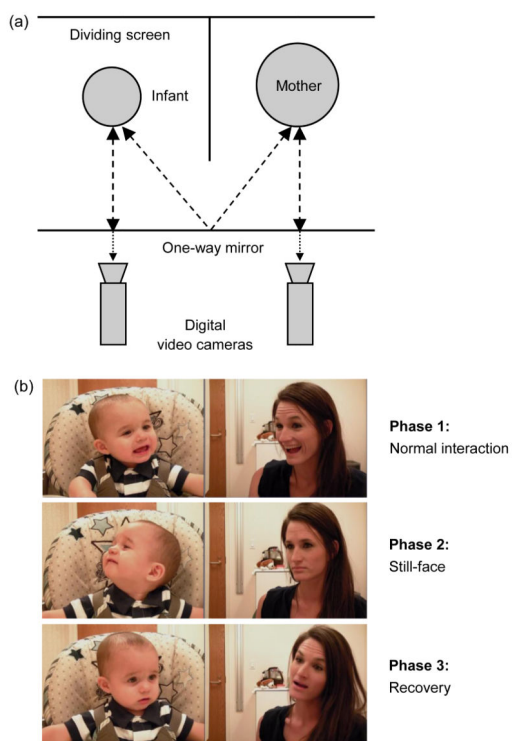 (a)
Dividing screen
Infant
Mother
One-way mirror
Digital
video cameras
(b)
Phase 1:
Normal interaction
Phase 2:
Still-face
Phase 3:
Recovery